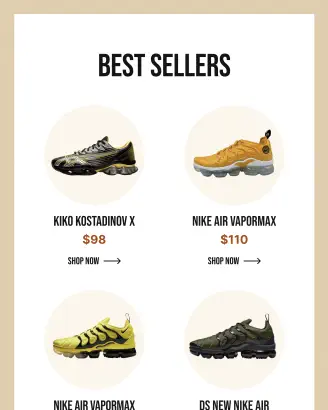 BEST SELLERS
KIKO KOSTADINOV X
NIKE AIR VAPORMAX
$98
$110
SHOP NOW
SHOP NOW
NIKE AIR VAPORMAX
DS NEW NIKE AIR